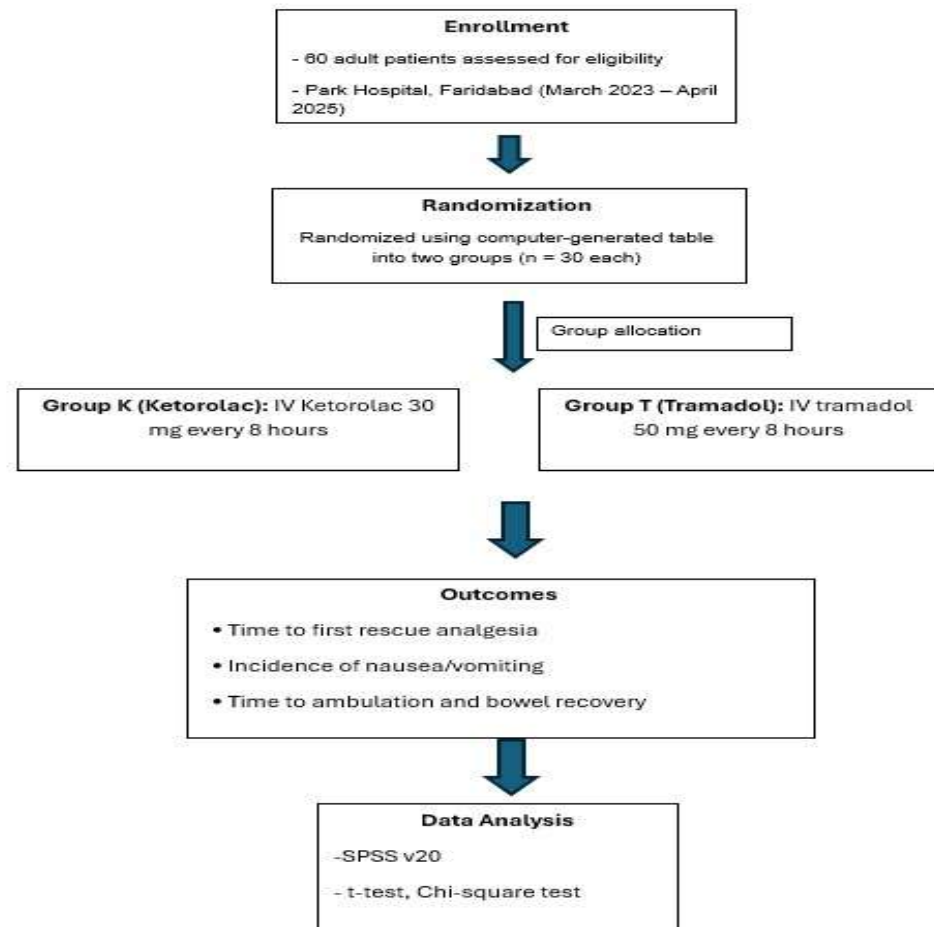 Enrollment
- 60 adult patients assessed for eligibility
- Park Hospital, Faridabad (March 2023 – April
2025)
Randomization
Randomized using computer-generated table
into two groups (n = 30 each)
Group allocation
Group K (Ketorolac): IV Ketorolac 30
mg every 8 hours
Group T (Tramadol): IV tramadol
50 mg every 8 hours
Outcomes
• Time to first rescue analgesia
• Incidence of nausea/vomiting
• Time to ambulation and bowel recovery
Data Analysis
-SPSS v20
- t-test, Chi-square test